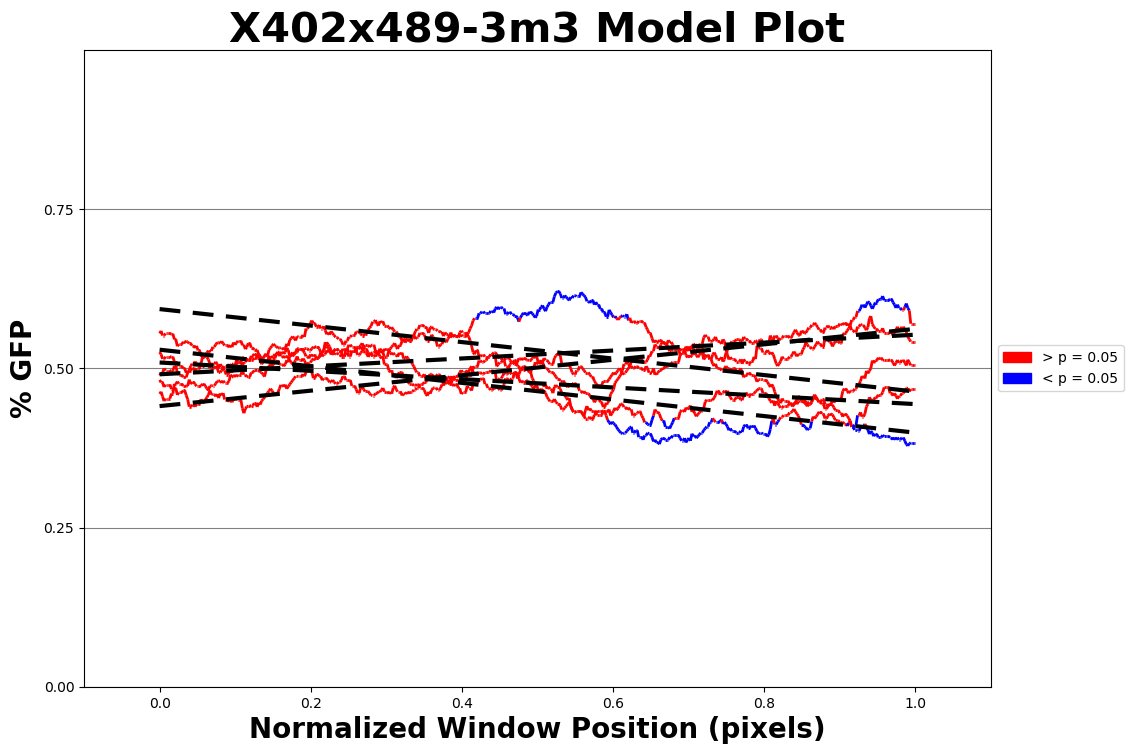 X402x489-3m3 Model Plot
% GFP
0.75
0.50
0.25
0.00
0.0 0.2 0.4 0.6 0.8 1.0
Normalized Window Position (pixels)
> p = 0.05
< p = 0.05